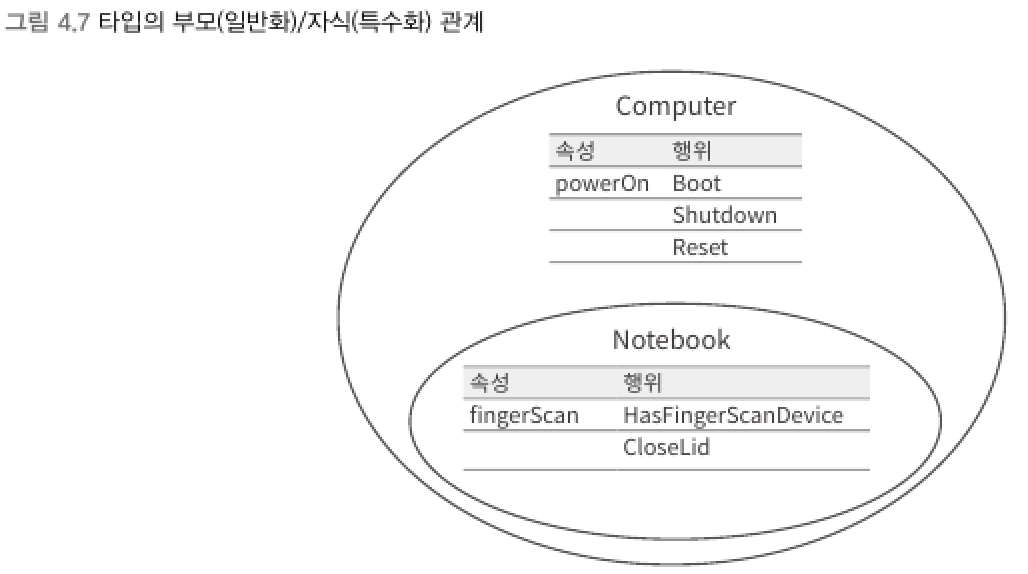 그림 4.7 타입의 부모(일반화)/자식(특수화) 관계
Computer
속성 행위
powerOn Boot
Shutdown
Reset
Notebook
속성 행위
fingerScan HasFingerScanDevice
CloseLid